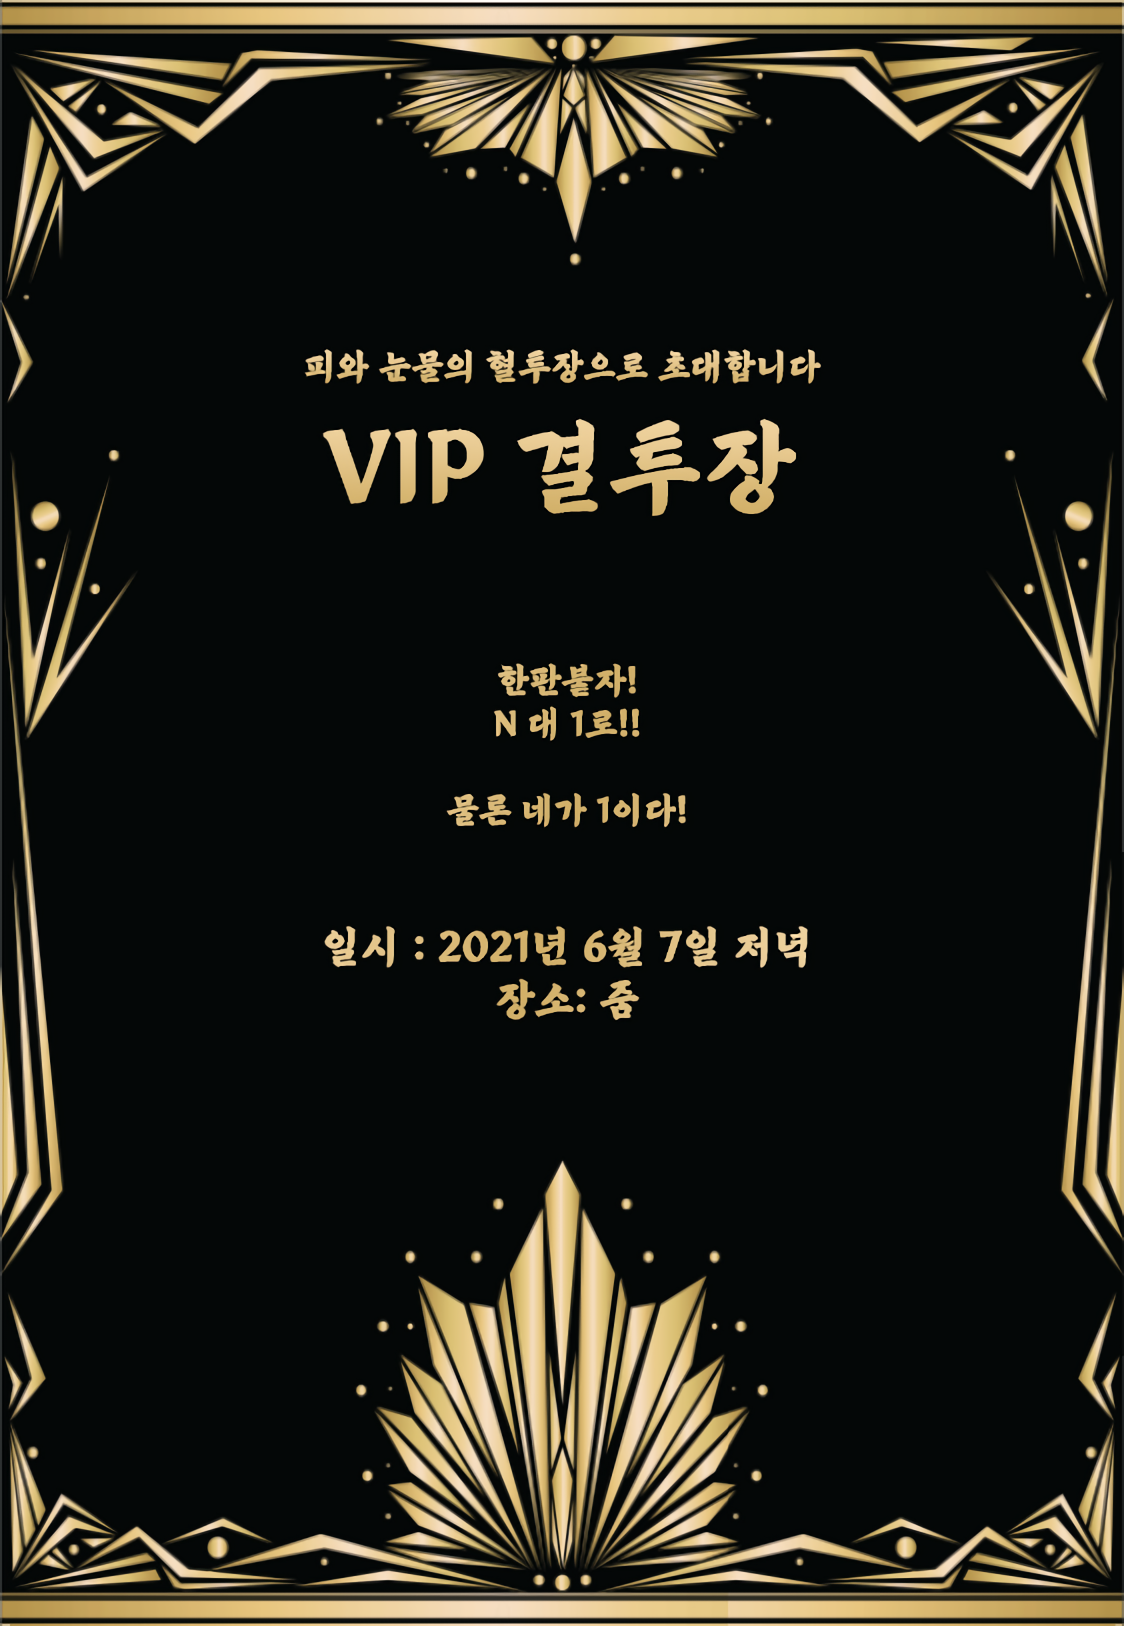 피와 눈물의 혈투장으로 초대합니다
VIP 결투장
한판붙자!
N 대 1로!!
물론 네가 1이다!
일시 : 2021년 6월 7일 저녁
장소: 줌